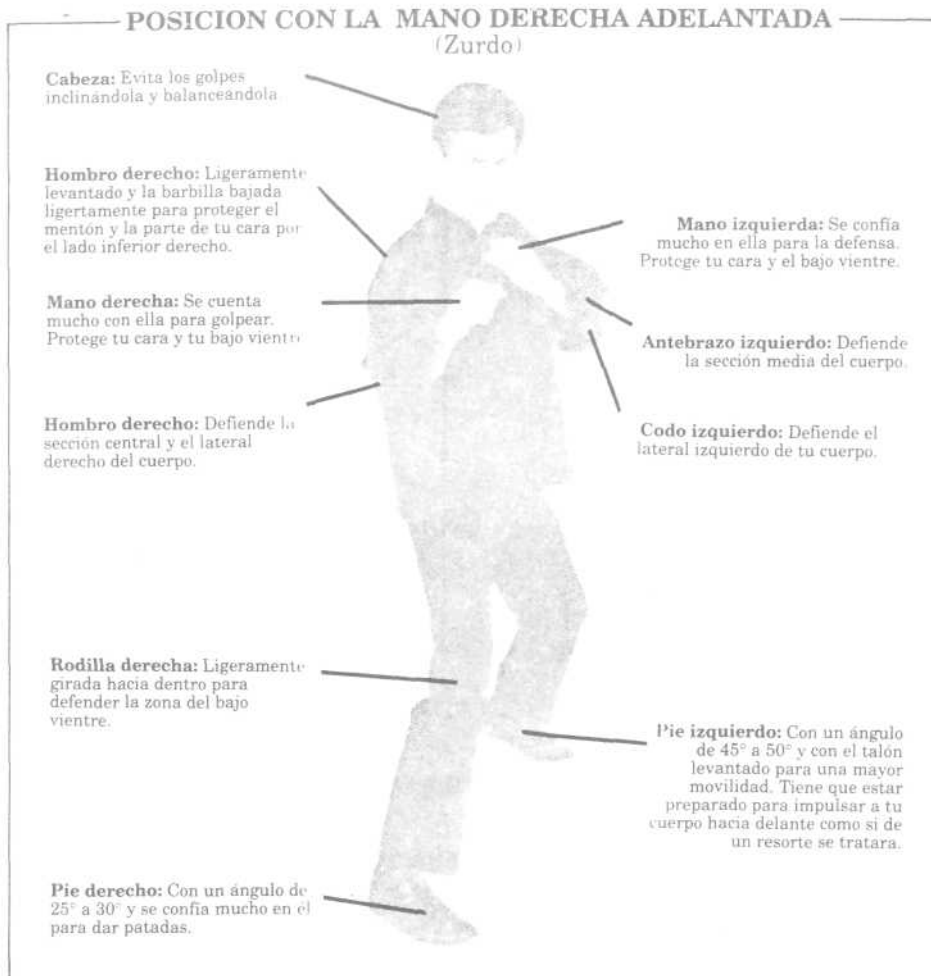 POSICION CON LA MANO DERECHA ADELANTADA
(Zurdo)
Cabeza: Evita los golpes
inclinándola y balanceandola
Hombro derecho: Ligeramente
levantado y la barbilla bajada
ligertamente para proteger el
mentón y la parte de tu cara por
el lado inferior derecho.
Mano derecha: Se cuenta
mucho con ella para golpear.
Protege tu cara y tu bajo vientre
Hombro derecho: Defiende la
sección central y el lateral
derecho del cuerpo.
Rodilla derecha: Ligeramente
girada hacia dentro para
defender la zona del bajo
vientre.
Pie derecho: Con un ángulo de
25° a 30° y se confía mucho en él
para dar patadas.
Mano izquierda: Se confía
mucho en ella para la defensa.
Protege tu cara y el bajo vientre.
Antebrazo izquierdo: Defiende
la sección media del cuerpo.
Codo izquierdo: Defiende el
lateral izquierdo de tu cuerpo.
Pie izquierdo: Con un ángulo
de 45° a 50° y con el talón
levantado para una mayor
movilidad. Tiene que estar
preparado para impulsar a tu
cuerpo hacia delante como si de
un resorte se tratara.